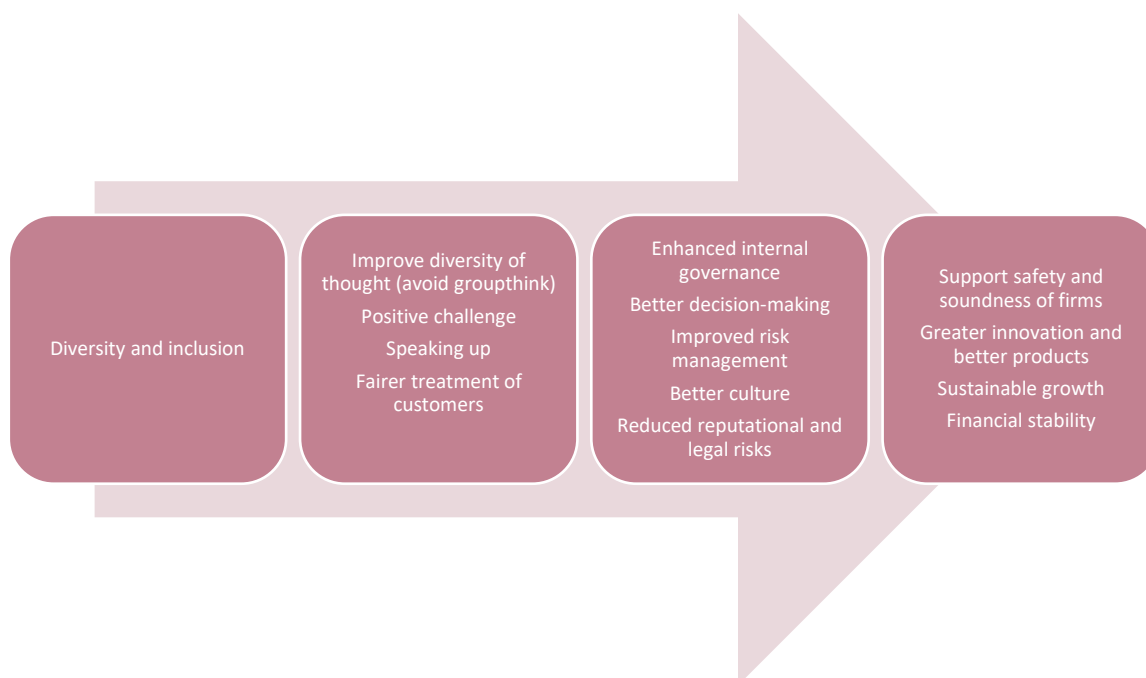 Diversity and inclusion
Improve diversity of
thought (avoid groupthink)
Positive challenge
Speaking up
Fairer treatment of
customers
Enhanced internal
governance
Better decision-making
Improved risk
management
Better culture
Reduced reputational and
legal risks
Support safety and
soundness of firms
Greater innovation and
better products
Sustainable growth
Financial stability